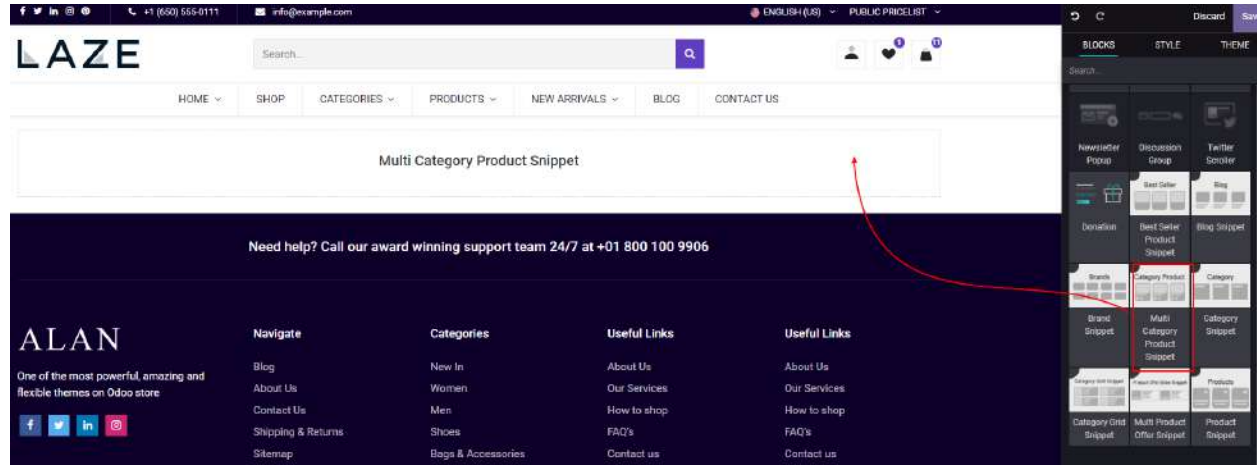 +1 (650) 555-0111 info@example.com ENGLISH (US) PUBLIC PRICELIST
LAZE
Search...
1
11
HOME SHOP CATEGORIES PRODUCTS NEW ARRIVALS BLOG CONTACT US
Multi Category Product Snippet
Need help? Call our award winning support team 24/7 at +01 800 100 9906
ALAN
One of the most powerful, amazing and
flexible themes on Odoo store
Navigate
Blog
About Us
Contact Us
Shipping & Returns
Sitemap
Categories
New In
Women
Men
Shoes
Bags & Accessories
Useful Links
About Us
Our Services
How to shop
FAQ's
Contact us
Useful Links
About Us
Our Services
How to shop
FAQ's
Contact us
Discard Sav
BLOCKS STYLE THEME
Search...
Newsletter
Popup
Discussion
Group
Twitter
Scroller
Donation
Best Seller
Best Seller
Product
Snippet
Blog
Blog Snippet
Brands
Brand
Snippet
Category Product
Multi
Category
Product
Snippet
Category
Category
Snippet
Category Grid Snippet
Category Grid
Snippet
Multi Product
Offer Snippet
Products
Product
Snippet